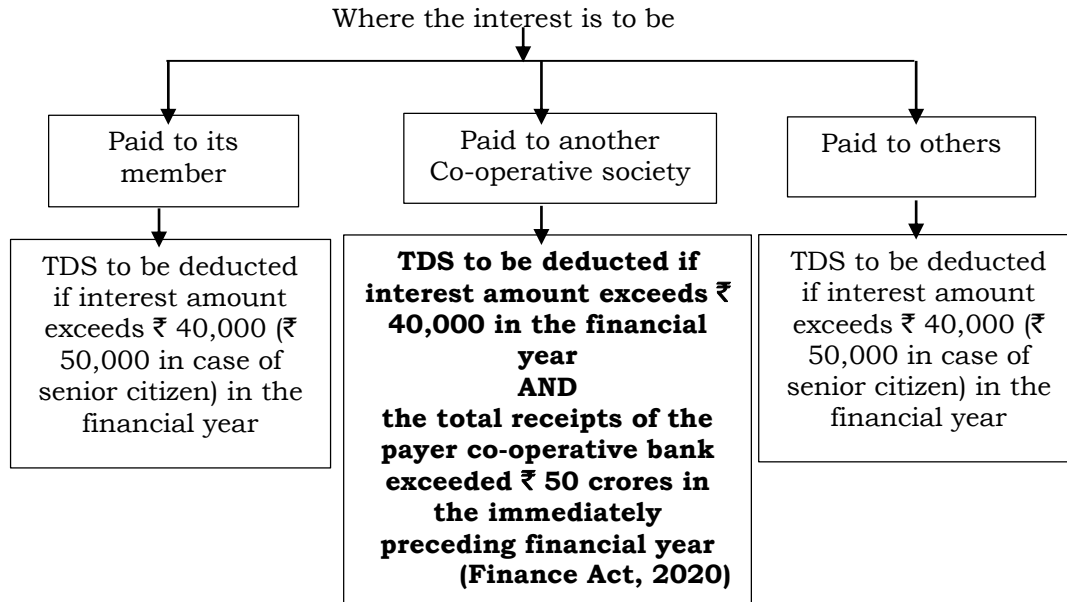 Where the interest is to be
Paid to its
member
Paid to another
Co-operative society
Paid to others
TDS to be deducted
if interest amount
exceeds ₹ 40,000 (₹
50,000 in case of
senior citizen) in the
financial year
TDS to be deducted if
interest amount exceeds ₹
40,000 in the financial
year
AND
the total receipts of the
payer co-operative bank
exceeded ₹ 50 crores in
the immediately
preceding financial year
(Finance Act, 2020)
TDS to be deducted
if interest amount
exceeds ₹ 40,000 (₹
50,000 in case of
senior citizen) in the
financial year